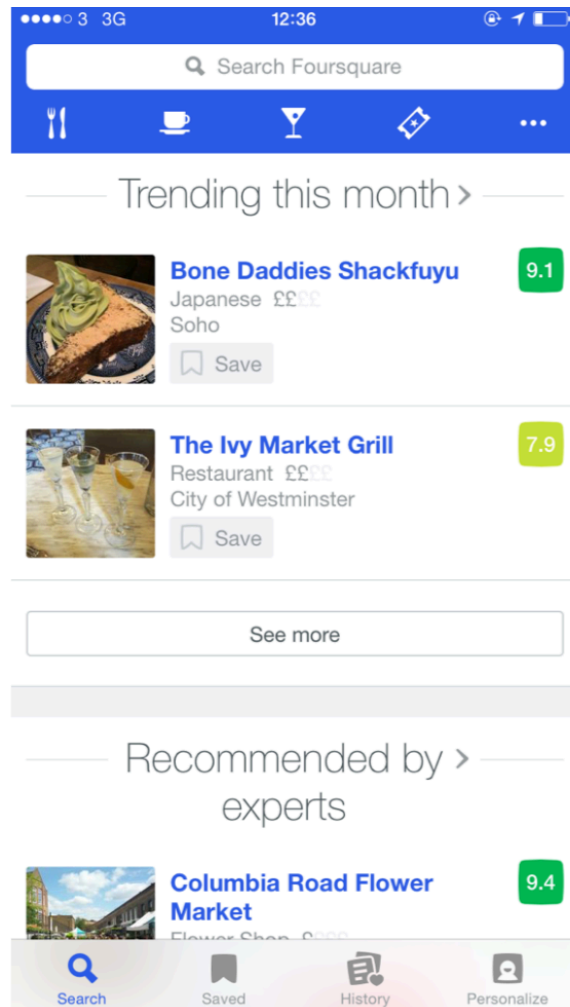 3 3G 12:36
Search Foursquare
Trending this month >
Bone Daddies Shackfuyu
9.1
Japanese ££££
Soho
Save
The Ivy Market Grill
7.9
Restaurant ££££
City of Westminster
Save
See more
Recommended by >
experts
Columbia Road Flower
Market
9.4
Flower Shop ££££
Search Saved History Personalize